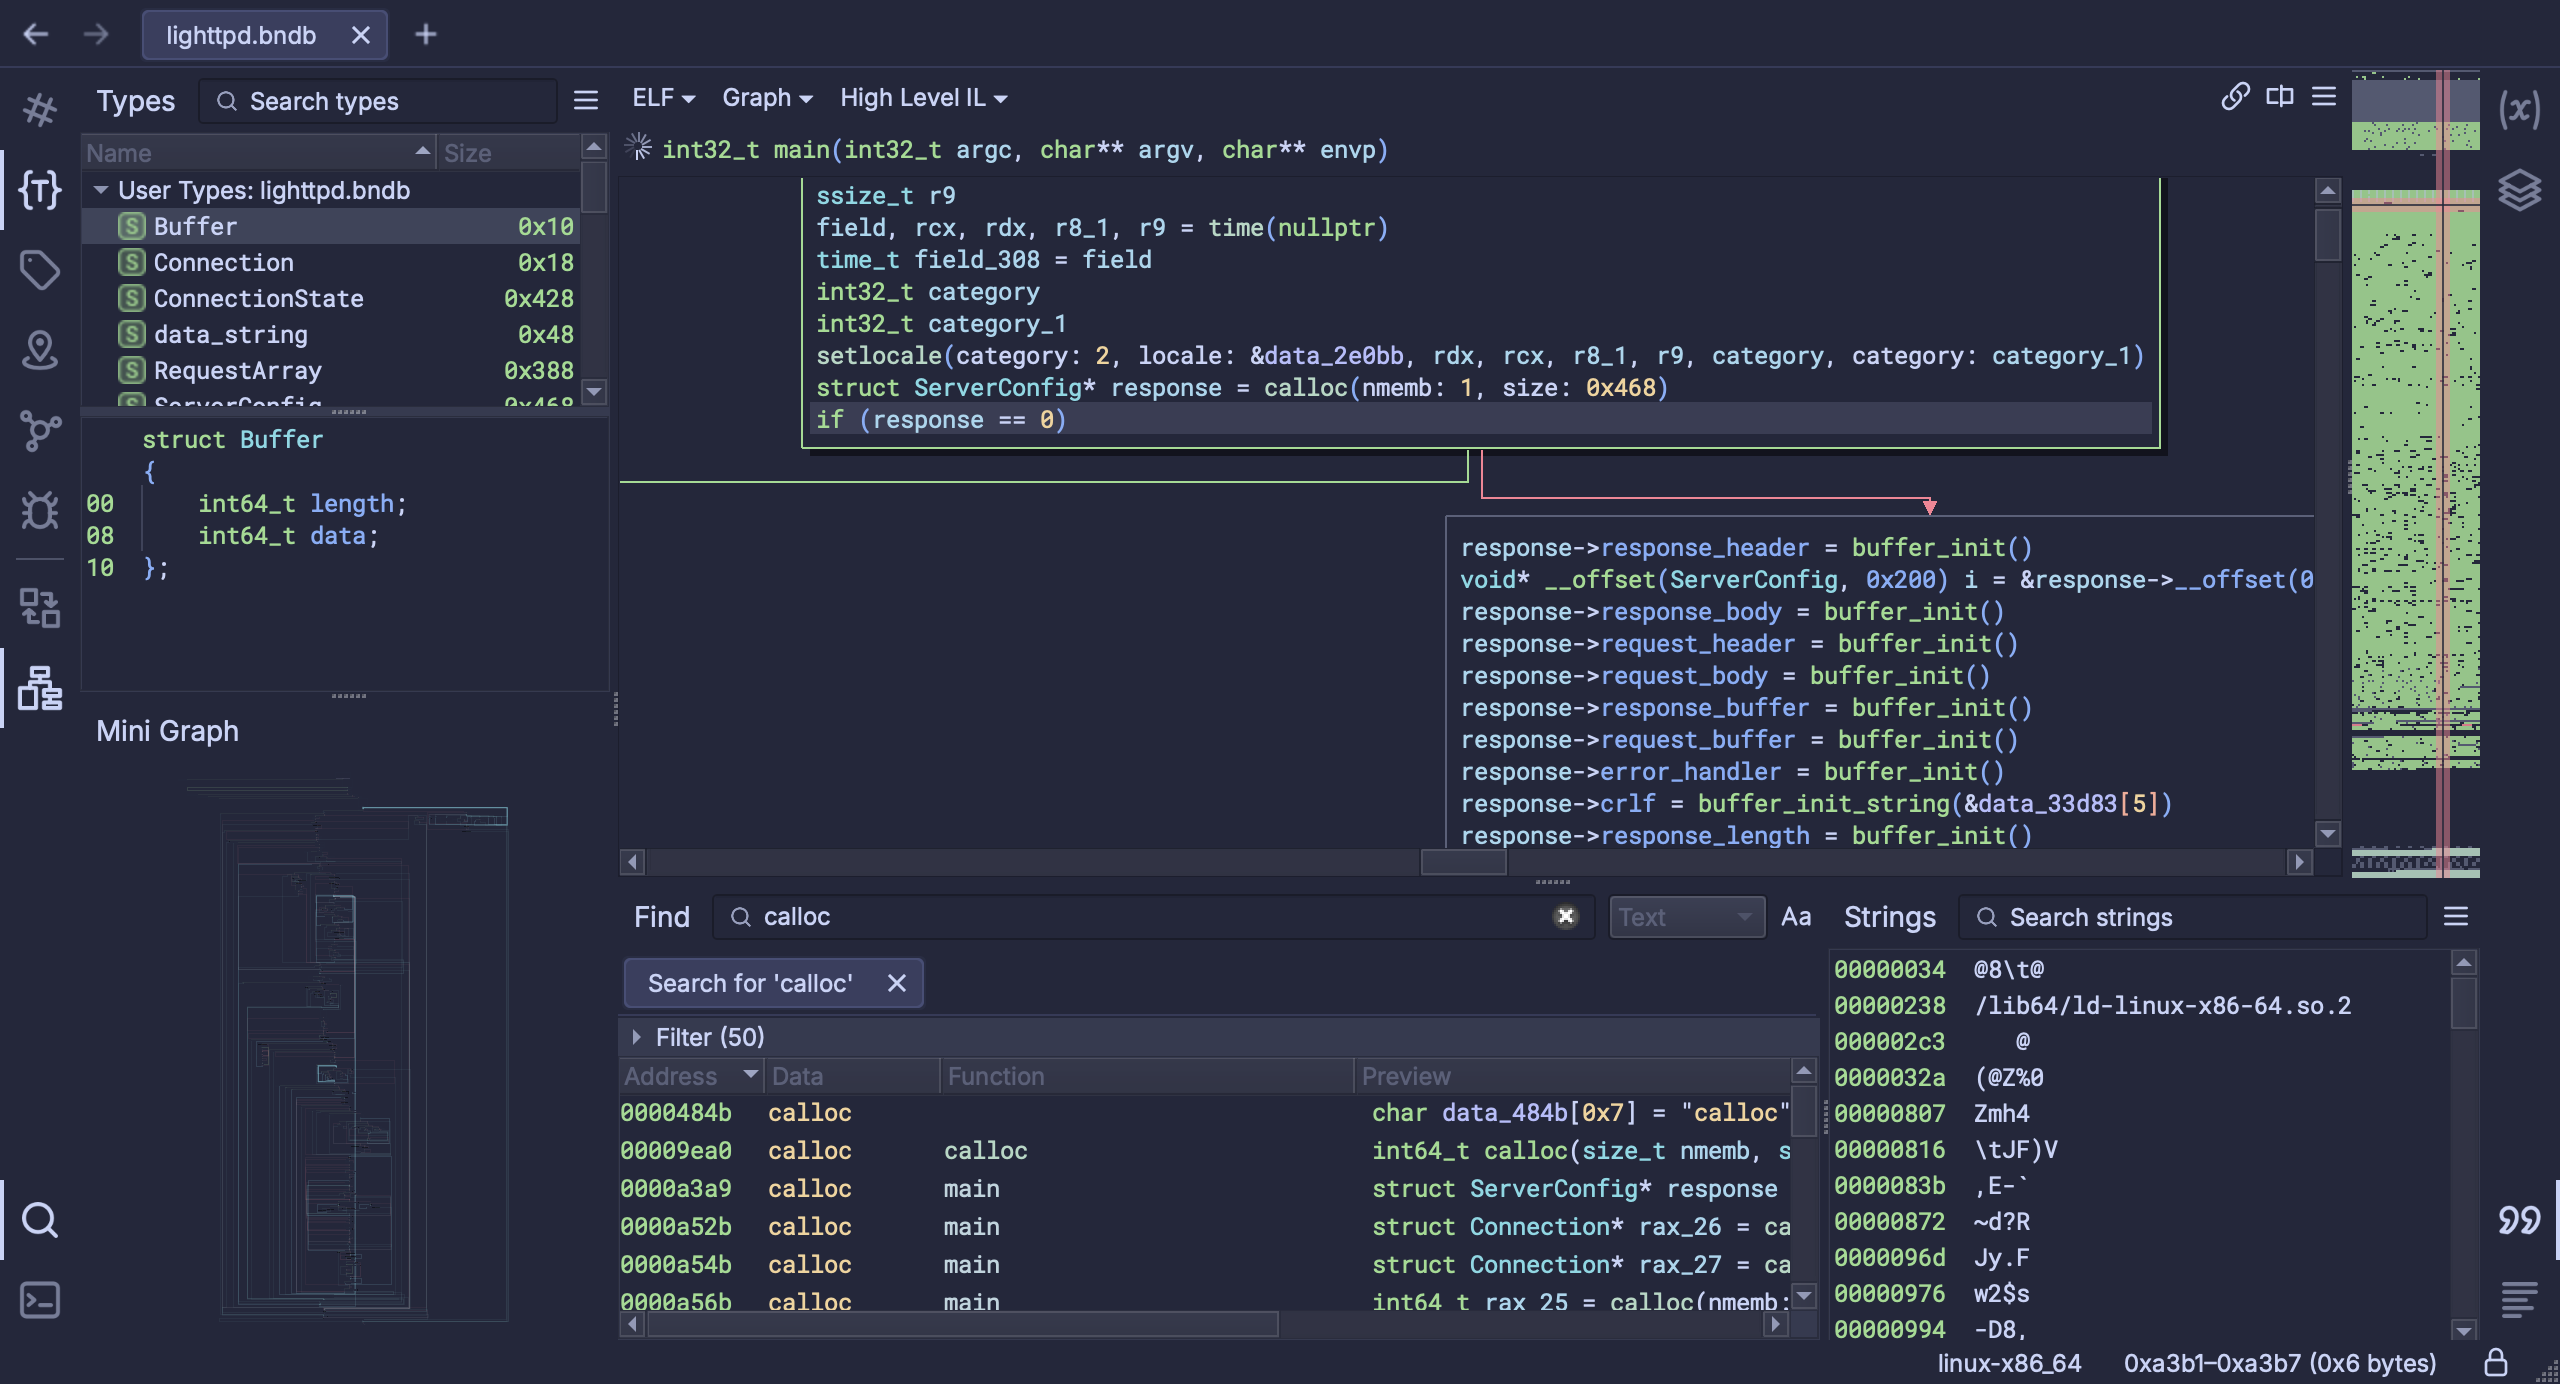 lighttpd.bndb
Types
Search types
Name Size
User Types: lighttpd.bndb
S Buffer 0x10
S Connection 0x18
S ConnectionState 0x428
S data_string 0x48
S RequestArray 0x388
S ServerConfig 0x468
struct Buffer
{
00 int64_t length;
08 int64_t data;
10 };
Mini Graph
ELF Graph High Level IL
int32_t main(int32_t argc, char** argv, char** envp)
ssize_t r9
field, rcx, rdx, r8_1, r9 = time(nullptr)
time_t field_308 = field
int32_t category
int32_t category_1
setlocale(category: 2, locale: &data_2e0bb, rdx, rcx, r8_1, r9, category, category: category_1)
struct ServerConfig* response = calloc(nmemb: 1, size: 0x468)
if (response == 0)
response->response_header = buffer_init()
void* __offset(ServerConfig, 0x200) i = &response->__offset(0
response->response_body = buffer_init()
response->request_header = buffer_init()
response->request_body = buffer_init()
response->response_buffer = buffer_init()
response->request_buffer = buffer_init()
response->error_handler = buffer_init()
response->crlf = buffer_init_string(&data_33d83[5])
response->response_length = buffer_init()
Find
calloc
Text
Aa
Search for 'calloc'
Filter (50)
Address Data Function Preview
0000484b calloc char data_484b[0x7] = "calloc"
00009ea0 calloc calloc int64_t calloc(size_t nmemb, s
0000a3a9 calloc main struct ServerConfig* response
0000a52b calloc main struct Connection* rax_26 = ca
0000a54b calloc main struct Connection* rax_27 = ca
0000a56b calloc main int64_t rax_25 = calloc(nmemb:
Strings
Search strings
00000034 @8\t@
00000238 /lib64/ld-linux-x86-64.so.2
000002c3 @
0000032a (@Z%0
00000807 Zmh4
00000816 \tJF)V
0000083b ,E-`
00000872 ~d?R
0000096d Jy.F
00000976 w2$s
00000994 -D8,
linux-x86_64 0xa3b1–0xa3b7 (0x6 bytes)